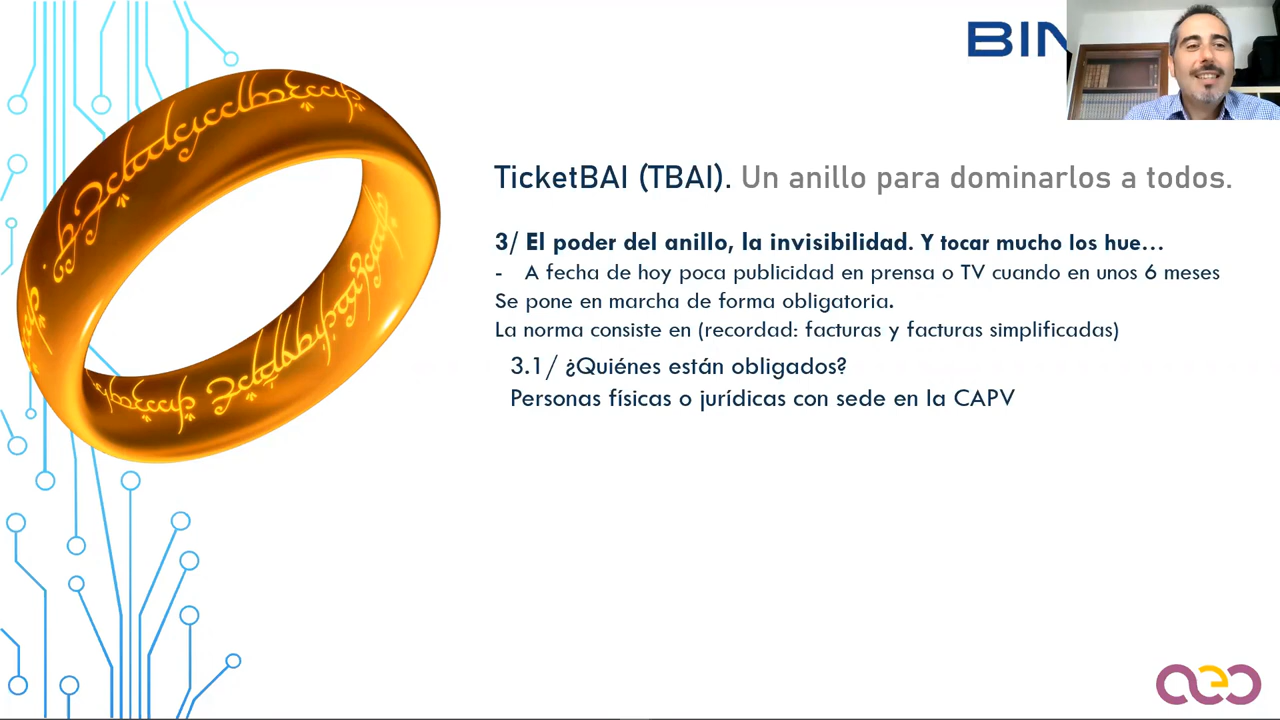 BIN
TicketBAI (TBAI). Un anillo para dominarlos a todos.
3/ El poder del anillo, la invisibilidad. Y tocar mucho los hue...
- A fecha de hoy poca publicidad en prensa o TV cuando en unos 6 meses
Se pone en marcha de forma obligatoria.
La norma consiste en (recordad: facturas y facturas simplificadas)
3.1/ ¿Quiénes están obligados?
Personas físicas o jurídicas con sede en la CAPV